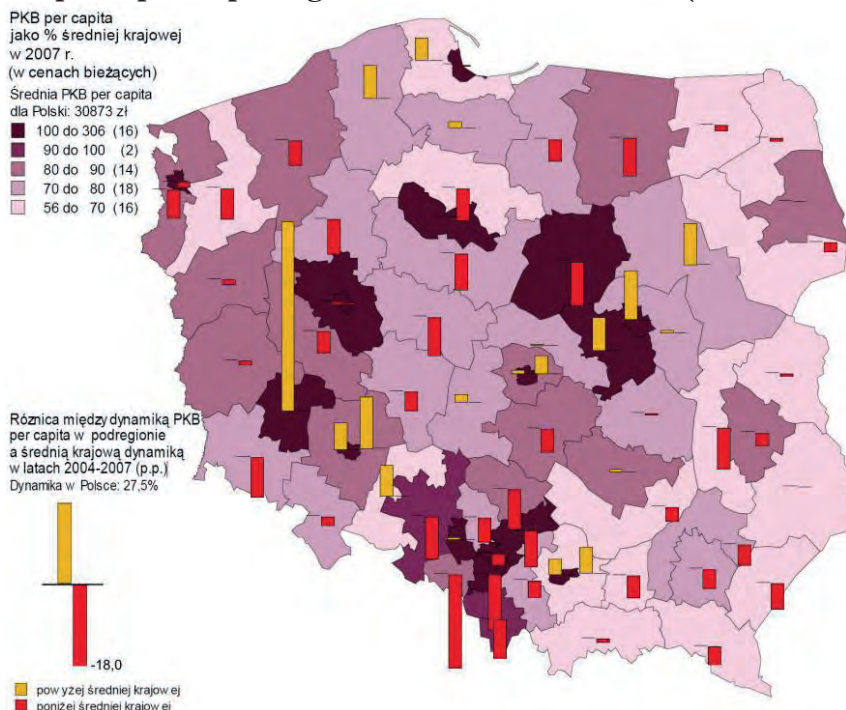 PKB per capita
jako % średniej krajowej
w 2007 r.
(w cenach bieżących)
Średnia PKB per capita
dla Polski: 30873 zł
100 do 306 (16)
90 do 100 (2)
80 do 90 (14)
70 do 80 (18)
56 do 70 (16)
Róznica między dynamiką PKB
per capita w podregionie
a średnią krajową dynamiką
w latach 2004-2007 (p.p.)
Dynamika w Polsce: 27,5%
-18,0
powyżej średniej krajowej
poniżej średniej krajowej